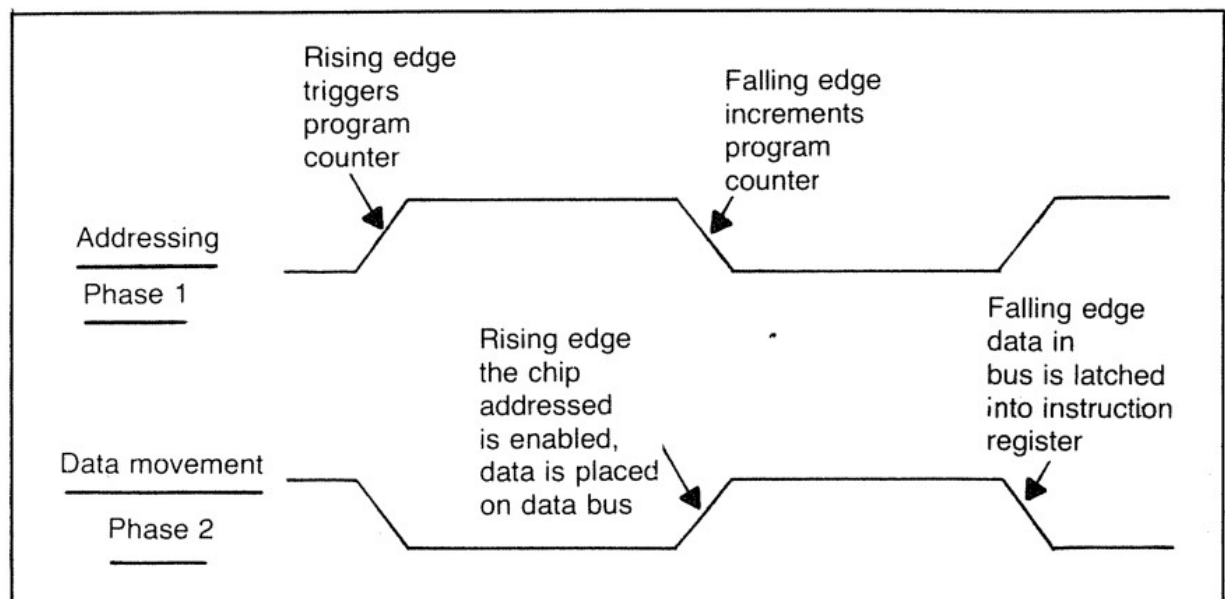 Rising edge
triggers
program
counter
Falling edge
increments
program
counter
Addressing
Phase 1
Rising edge
the chip
addressed
is enabled,
data is placed
on data bus
Falling edge
data in
bus is latched
into instruction
register
Data movement
Phase 2